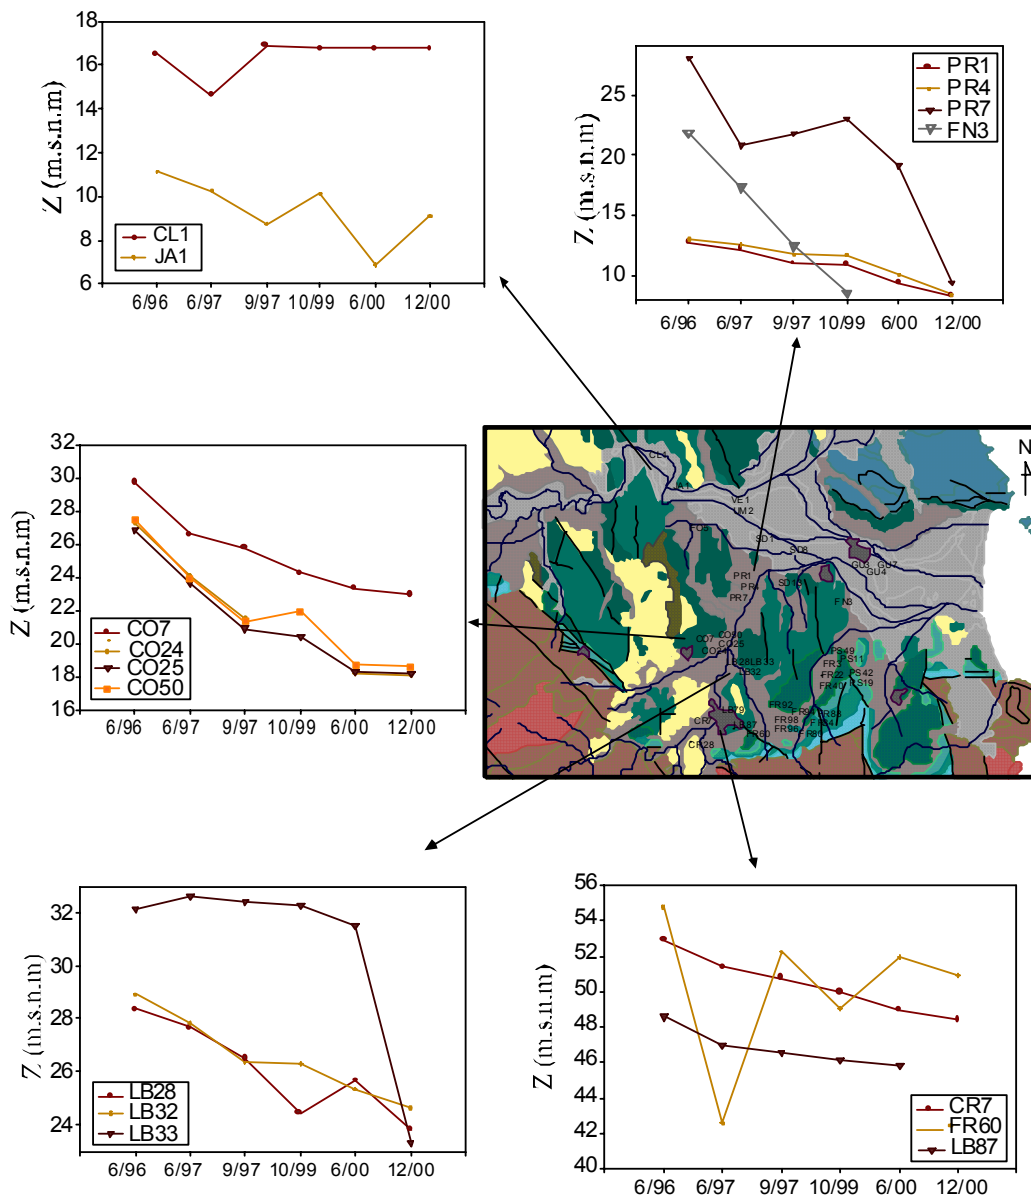 18
16
14
12
10
8
6
Z (m.s.n.m)
CL1
JA1
6/96 6/97 9/97 10/99 6/00 12/00
25
20
15
10
Z (m.s.n.m)
PR1
PR4
PR7
FN3
6/96 6/97 9/97 10/99 6/00 12/00
32
30
28
26
24
22
20
18
16
Z (m.s.n.m)
CO7
CO24
CO25
CO50
6/96 6/97 9/97 10/99 6/00 12/00
N
JA1
VE1
UM2
SD1
SD8
GU3 GU7
GU4
PR1
PR7
SD13
FN3
CO7
CO25
LB33
LB32
PS49
PS11
FR3
FR22 PS42
FR40
LB79
CR7
LB87
FR60
CR28
FR92
FR98
FR96
32
30
28
26
24
Z (m.s.n.m)
LB28
LB32
LB33
6/96 6/97 9/97 10/99 6/00 12/00
56
54
52
50
48
46
44
42
40
Z (m.s.n.m)
CR7
FR60
LB87
6/96 6/97 9/97 10/99 6/00 12/00